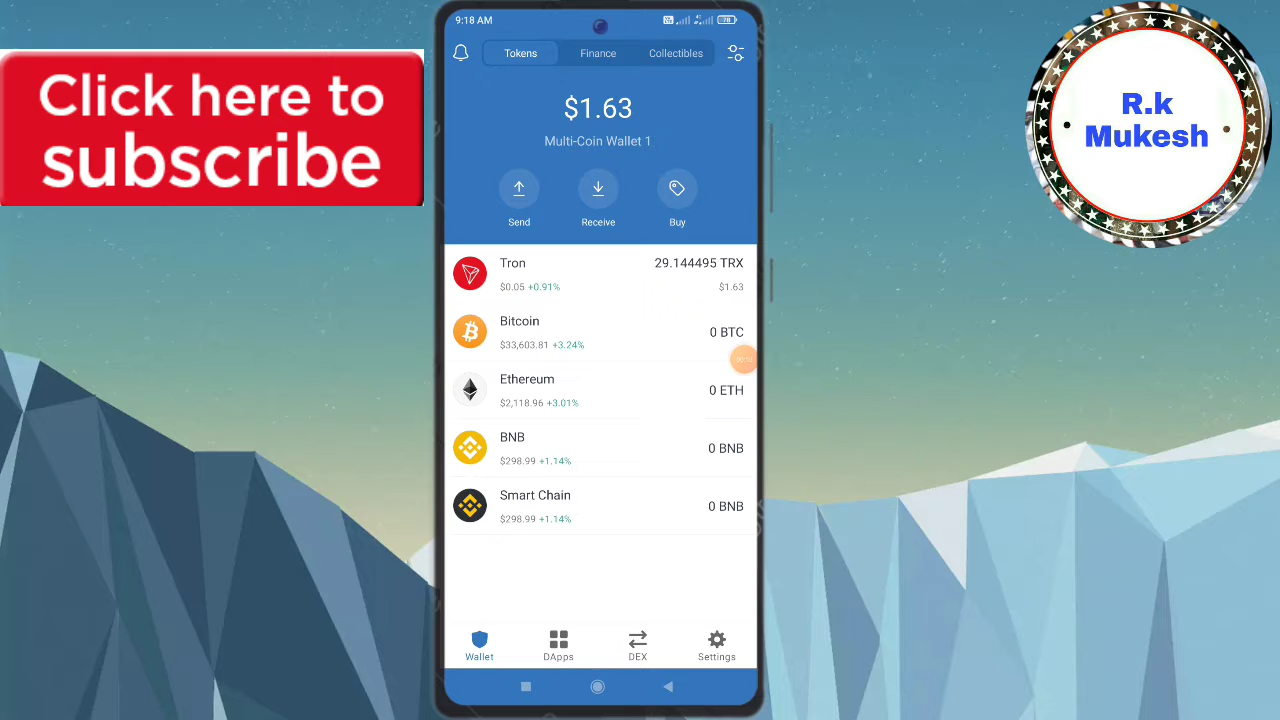 Click here to
subscribe
R.k
Mukesh
9:18 AM
78
Tokens
Finance
Collectibles
$1.63
Multi-Coin Wallet 1
Send
Receive
Buy
Tron
29.144495 TRX
$0.05 +0.91%
$1.63
Bitcoin
0 BTC
$33,603.81 +3.24%
Ethereum
0 ETH
$2,118.96 +3.01%
BNB
0 BNB
$298.99 +1.14%
Smart Chain
0 BNB
$298.99 +1.14%
Wallet
DApps
DEX
Settings